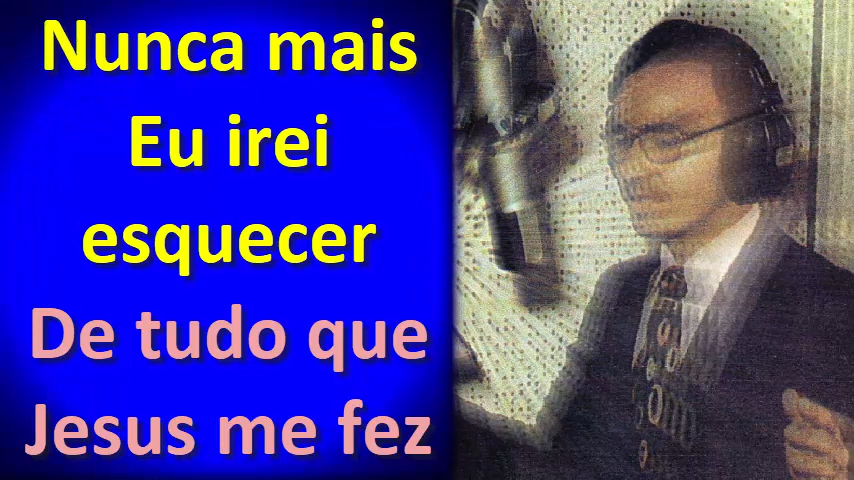 Nunca mais
Eu irei
esquecer
De tudo que
Jesus me fez